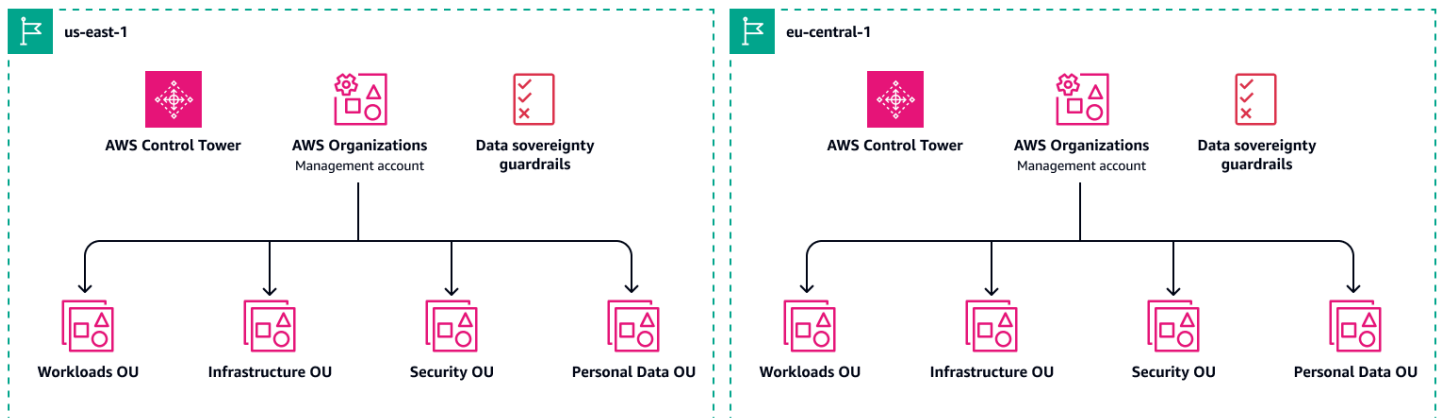 us-east-1
AWS Control Tower
AWS Organizations
Management account
Data sovereignty
guardrails
Workloads OU
Infrastructure OU
Security OU
Personal Data OU
eu-central-1
AWS Control Tower
AWS Organizations
Management account
Data sovereignty
guardrails
Workloads OU
Infrastructure OU
Security OU
Personal Data OU